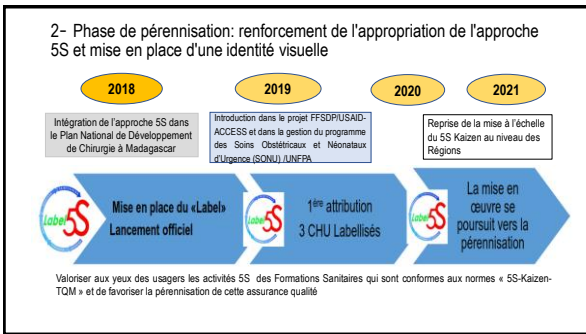 2- Phase de pérennisation: renforcement de l'appropriation de l'approche
5S et mise en place d'une identité visuelle
2018
2019
2020
2021
Intégration de l'approche 5S dans
le Plan National de Développement
de Chirurgie à Madagascar
Introduction dans le projet FFSDP/USAID-
ACCESS et dans la gestion du programme
des Soins Obstétricaux et Néonataux
d'Urgence (SONU) /UNFPA
Reprise de la mise à l'échelle
du 5S Kaizen au niveau des
Régions
Label 5S
Mise en place du «Label»
Lancement officiel
Label 5S
1ère attribution
3 CHU Labellisés
Label 5S
La mise en
œuvre se
poursuit vers la
pérennisation
Valoriser aux yeux des usagers les activités 5S des Formations Sanitaires qui sont conformes aux normes « 5S-Kaizen-
TQM » et de favoriser la pérennisation de cette assurance qualité